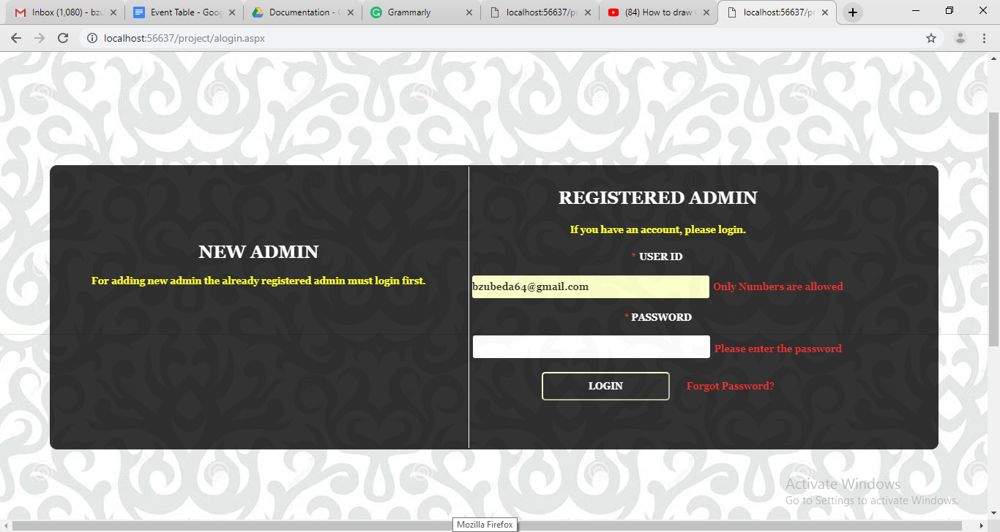 Inbox (1,080) - bzu
Event Table - Goog
Documentation - G
Grammarly
localhost:56637/pr
(84) How to draw
localhost:56637/pr
localhost:56637/project/alogin.aspx
NEW ADMIN
For adding new admin the already registered admin must login first.
REGISTERED ADMIN
If you have an account, please login.
* USER ID
bzubeda64@gmail.com Only Numbers are allowed
* PASSWORD
Please enter the password
LOGIN Forgot Password?
Activate Windows
Go to Settings to activate Windows.
Mozilla Firefox